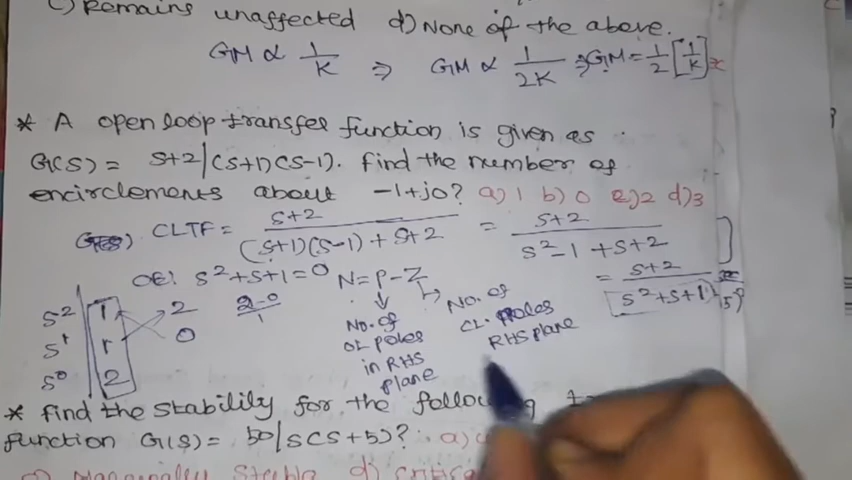 c) Remains unaffected d) None of the above.
GM ∝ 1/K ⇒ GM ∝ 1/2K ⇒ GM = 1/2 [1/K]
* A open loop transfer function is given as
G(S) = S+2|(S+1)(S-1). Find the number of
encirclements about -1+j0? a) 1 b) 0 c) 2 d) 3
CLTF = S+2/((S+1)(S-1)+S+2) = S+2/(S²-1+S+2)
= S+2/(S²+S+1)
CE: S²+S+1=0 N=P-Z
S² 1 2
S¹ 1 0
S⁰ 2
2-0/1
No. of
OL poles
in RHS
plane
No. of
CL. Poles
RHS plane
* Find the stability for the following
function G(S) = 50|S(S+5)? a)